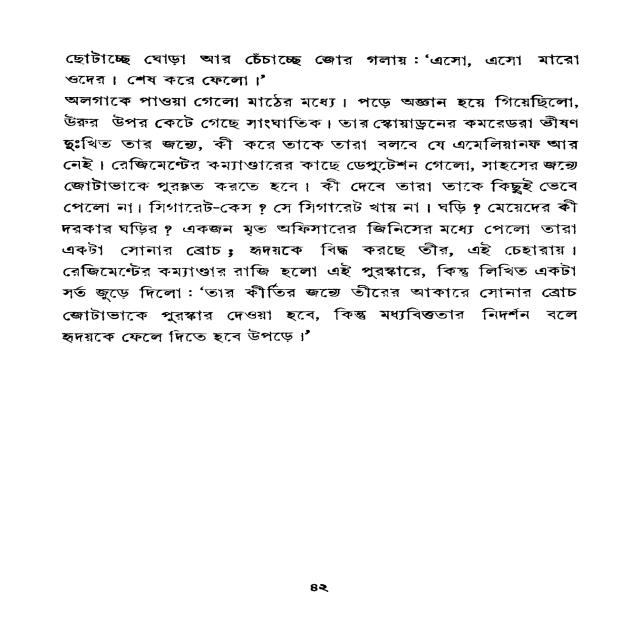 ছোটাচ্ছে ঘোড়া আর চেঁচাচ্ছে জোর গলায় : ‘এসো, এসো মারো
ওদের । শেষ করে ফেলো ।’
অলগাকে পাওয়া গেলো মাঠের মধ্যে । পড়ে অজ্ঞান হয়ে গিয়েছিলো,
উরুর উপর কেটে গেছে সাংঘাতিক । তার স্কোয়াড্রনের কমরেডরা ভীষণ
দুঃখিত তার জন্যে, কী করে তাকে তারা বলবে যে এমেলিয়ানফ আর
নেই । রেজিমেণ্টের কম্যাণ্ডারের কাছে ডেপুটেশন গেলো, সাহসের জন্যে
জোটাভাকে পুরস্কৃত করতে হবে । কী দেবে তারা তাকে কিছুই ভেবে
পেলো না । সিগারেট-কেস ? সে সিগারেট খায় না । ঘড়ি ? মেয়েদের কী
দরকার ঘড়ির ? একজন মৃত অফিসারের জিনিসের মধ্যে পেলো তারা
একটা সোনার ব্রোচ ; হৃদয়কে বিদ্ধ করছে তীর, এই চেহারায় ।
রেজিমেণ্টের কম্যাণ্ডার রাজি হলো এই পুরস্কারে, কিন্তু লিখিত একটা
সর্ত জুড়ে দিলো : ‘তার কীর্তির জন্যে তীরের আকারে সোনার ব্রোচ
জোটাভাকে পুরস্কার দেওয়া হবে, কিন্তু মধ্যবিত্ততার নিদর্শন বলে
হৃদয়কে ফেলে দিতে হবে উপড়ে ।’
৪২